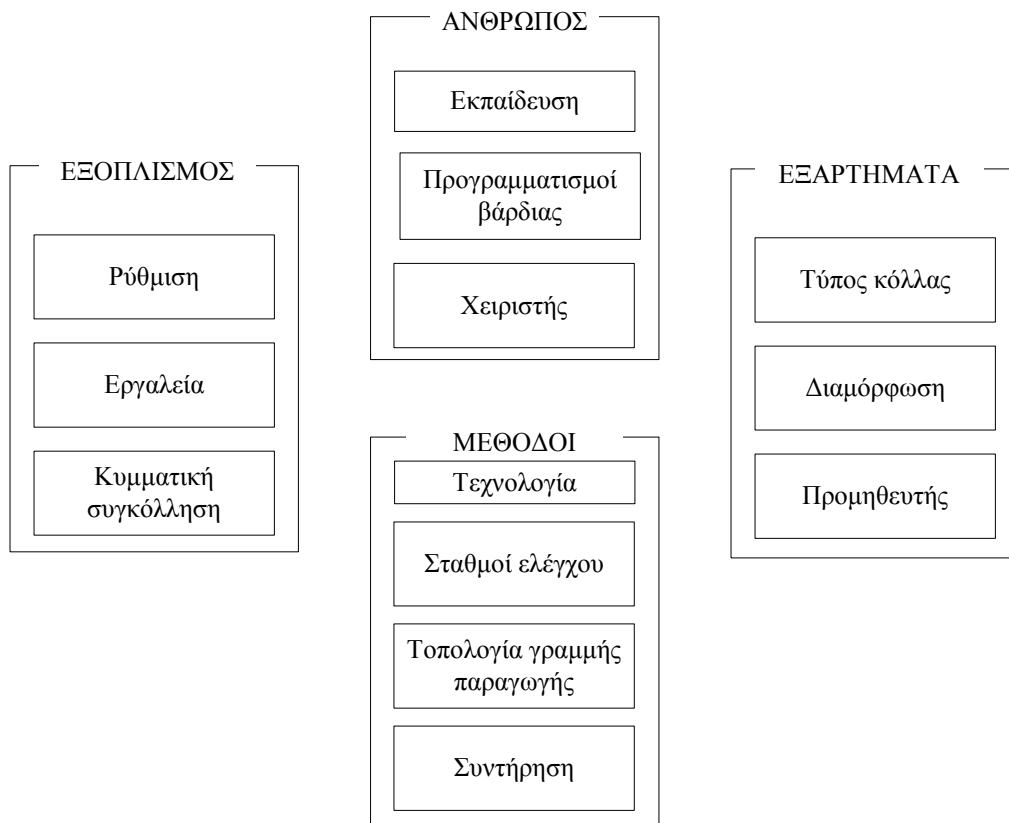 ΑΝΘΡΩΠΟΣ
Εκπαίδευση
Προγραμματισμοί
βάρδιας
Χειριστής
ΕΞΟΠΛΙΣΜΟΣ
Ρύθμιση
Εργαλεία
Κυμματική
συγκόλληση
ΕΞΑΡΤΗΜΑΤΑ
Τύπος κόλλας
Διαμόρφωση
Προμηθευτής
ΜΕΘΟΔΟΙ
Τεχνολογία
Σταθμοί ελέγχου
Τοπολογία γραμμής
παραγωγής
Συντήρηση